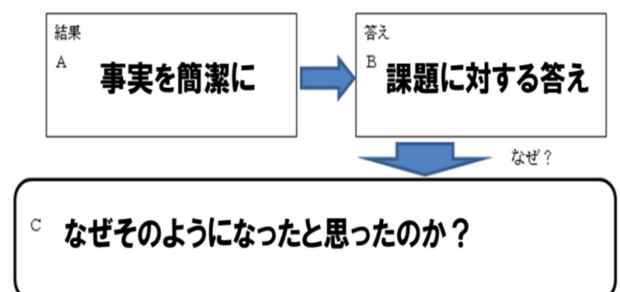 結果
A 事実を簡潔に
答え
B 課題に対する答え
なぜ？
C なぜそのようになったと思ったのか？